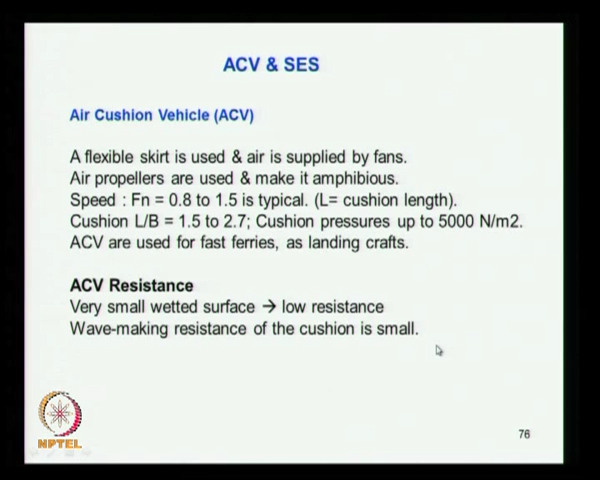 ACV & SES
Air Cushion Vehicle (ACV)
A flexible skirt is used & air is supplied by fans.
Air propellers are used & make it amphibious.
Speed : Fn = 0.8 to 1.5 is typical. (L= cushion length).
Cushion L/B = 1.5 to 2.7; Cushion pressures up to 5000 N/m2.
ACV are used for fast ferries, as landing crafts.
ACV Resistance
Very small wetted surface → low resistance
Wave-making resistance of the cushion is small.
NPTEL
76